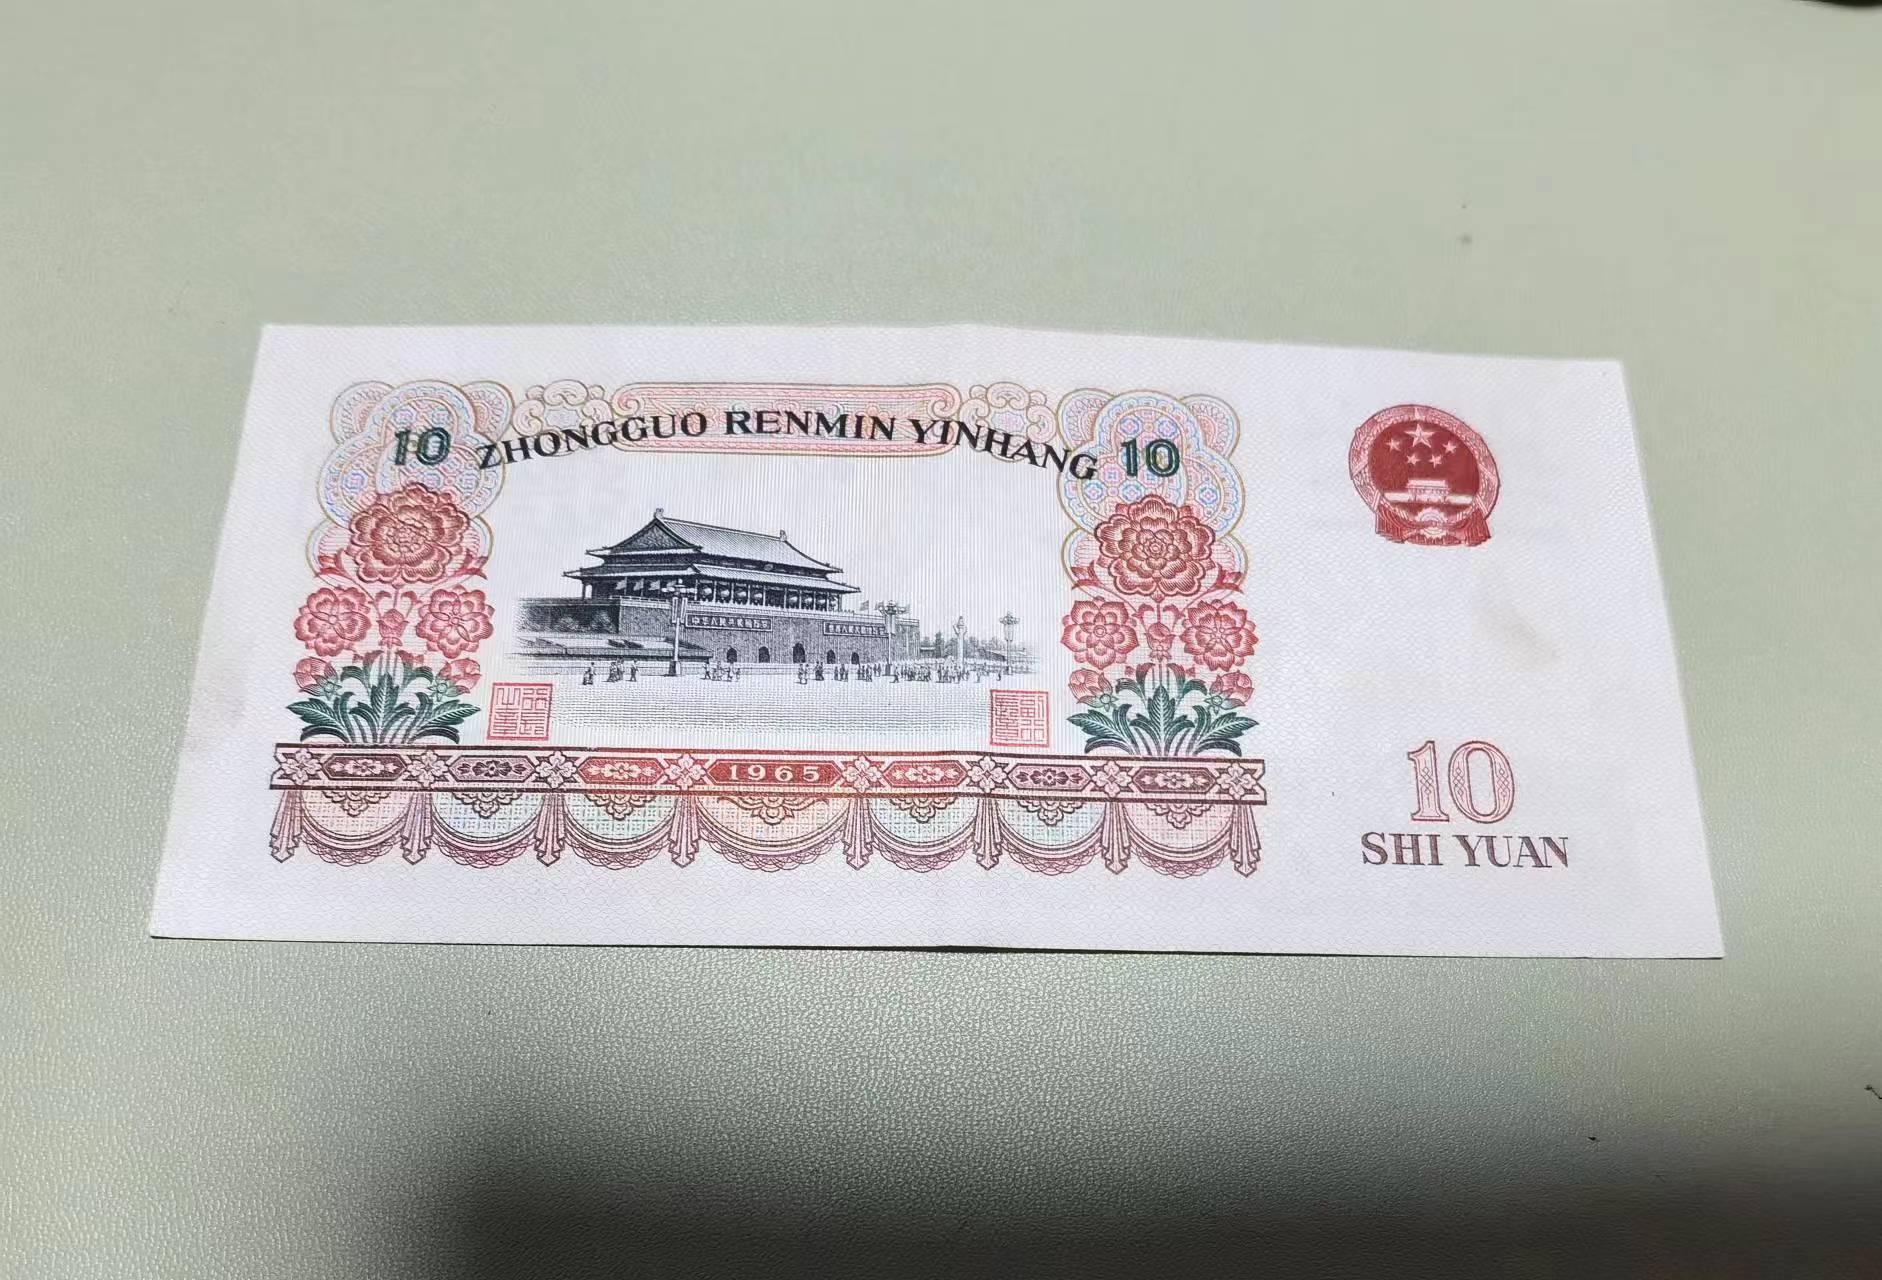 10 ZHONGGUO RENMIN YINHANG 10
1965
10
SHI YUAN